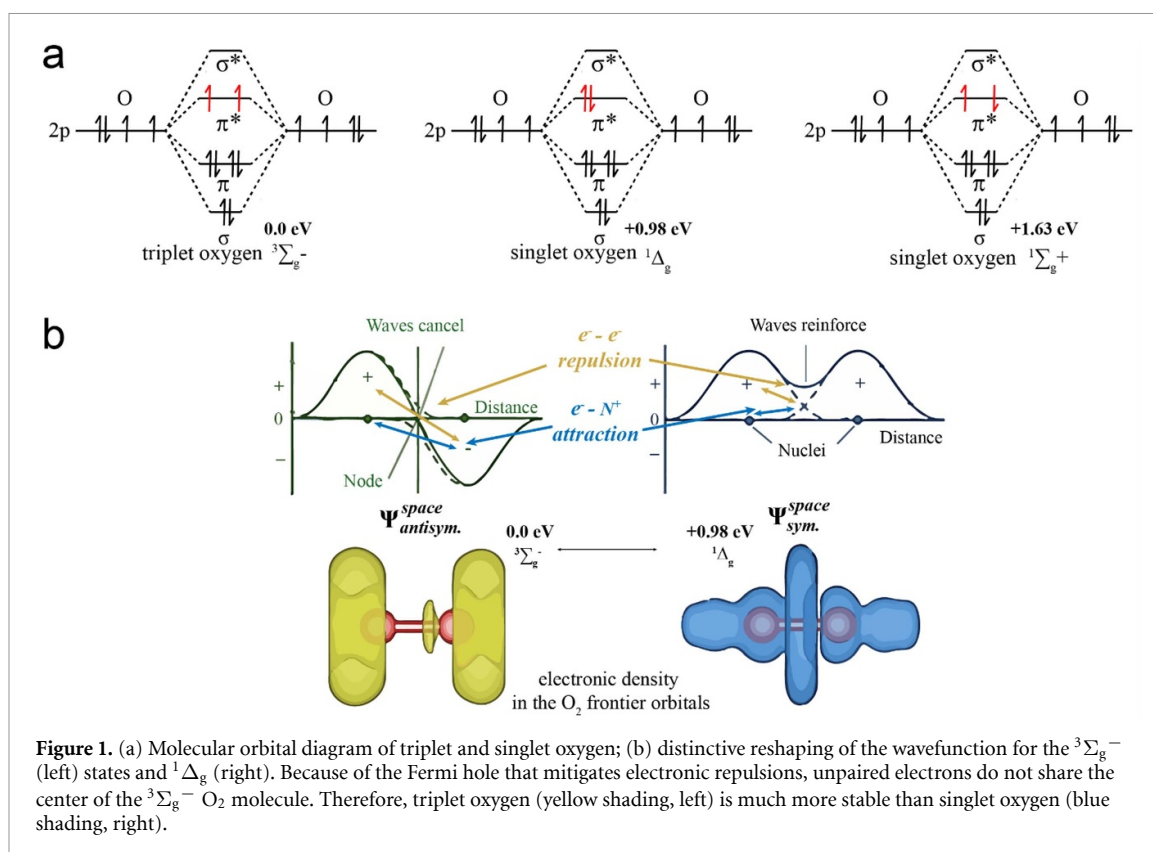 a
σ* σ* σ*
O O O O O O
2p π* 2p π* 2p π*
π π π
0.0 eV +0.98 eV +1.63 eV
σ σ σ
triplet oxygen ³Σg- singlet oxygen ¹Δg singlet oxygen ¹Σg+
b
Waves cancel Waves reinforce
e⁻ - e⁻
repulsion
+ + + +
+ +
Distance
0 0
e⁻ - N⁺
attraction
Distance
- - -
Nuclei
Node
Ψ space antisym. Ψ space sym.
0.0 eV +0.98 eV
³Σg- ¹Δg
electronic density
in the O₂ frontier orbitals
Figure 1. (a) Molecular orbital diagram of triplet and singlet oxygen; (b) distinctive reshaping of the wavefunction for the ³Σg⁻
(left) states and ¹Δg (right). Because of the Fermi hole that mitigates electronic repulsions, unpaired electrons do not share the
center of the ³Σg⁻ O₂ molecule. Therefore, triplet oxygen (yellow shading, left) is much more stable than singlet oxygen (blue
shading, right).